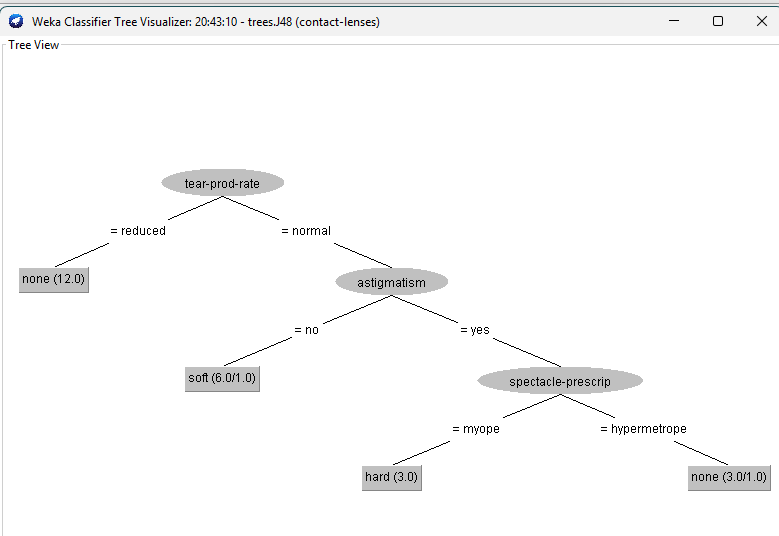 Weka Classifier Tree Visualizer: 20:43:10 - trees.J48 (contact-lenses)
Tree View
tear-prod-rate
= reduced
= normal
none (12.0)
astigmatism
= no
= yes
soft (6.0/1.0)
spectacle-prescrip
= myope
= hypermetrope
hard (3.0)
none (3.0/1.0)